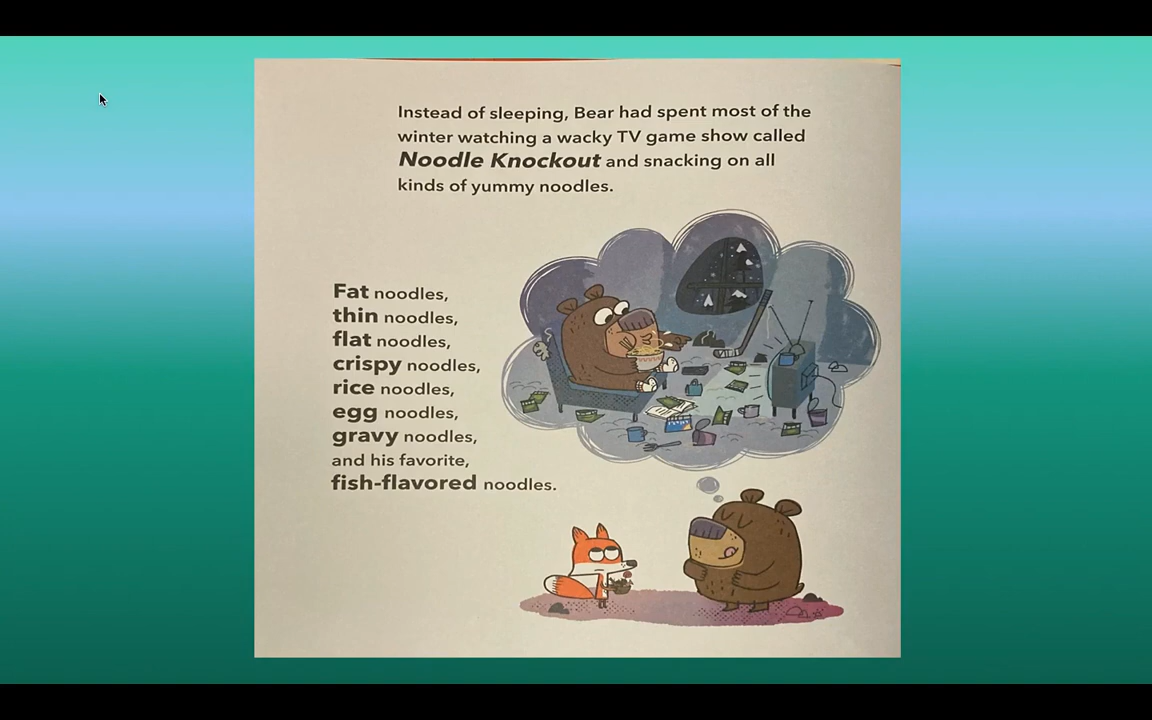 Instead of sleeping, Bear had spent most of the
winter watching a wacky TV game show called
Noodle Knockout and snacking on all
kinds of yummy noodles.
Fat noodles,
thin noodles,
flat noodles,
crispy noodles,
rice noodles,
egg noodles,
gravy noodles,
and his favorite,
fish-flavored noodles.